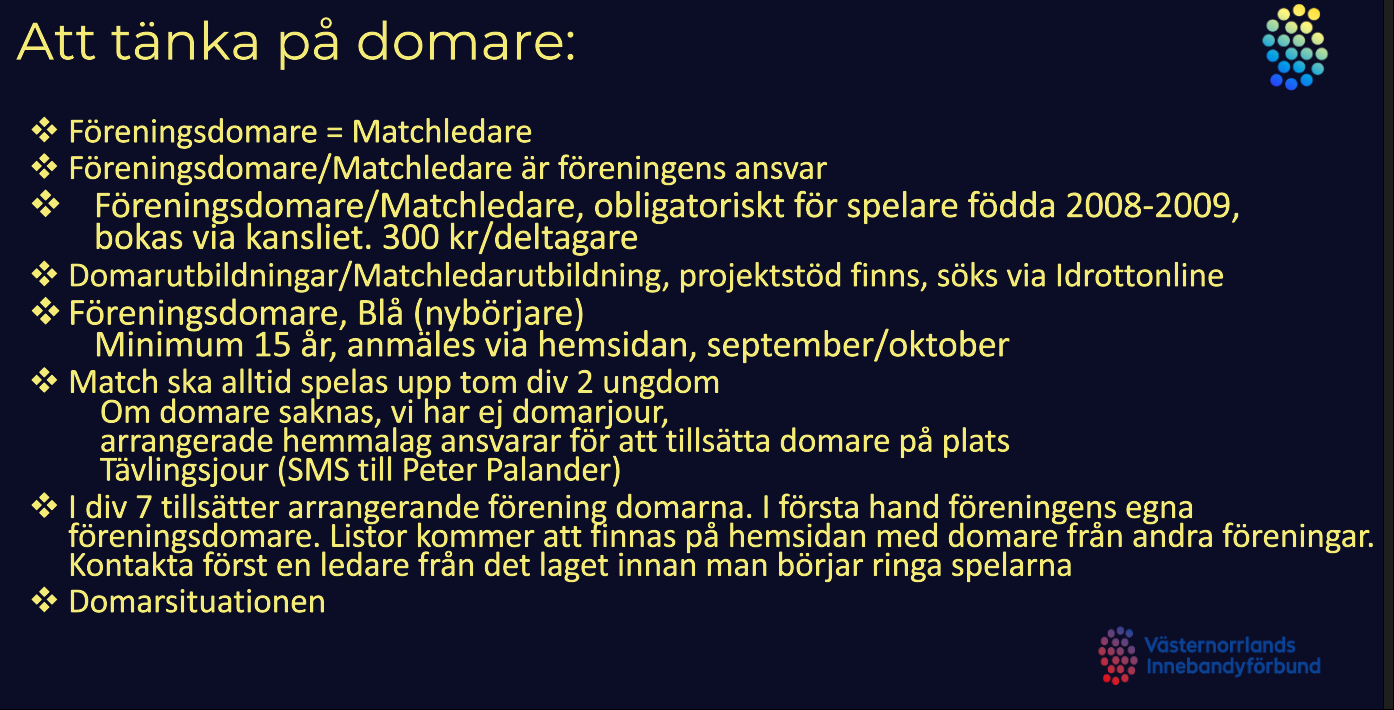 Att tänka på domare:
❖ Föreningsdomare = Matchledare
❖ Föreningsdomare/Matchledare är föreningens ansvar
❖ Föreningsdomare/Matchledare, obligatoriskt för spelare födda 2008-2009,
bokas via kansliet. 300 kr/deltagare
❖ Domarutbildningar/Matchledarutbildning, projektstöd finns, söks via Idrottonline
❖ Föreningsdomare, Blå (nybörjare)
Minimum 15 år, anmäles via hemsidan, september/oktober
❖ Match ska alltid spelas upp tom div 2 ungdom
Om domare saknas, vi har ej domarjour,
arrangerade hemmalag ansvarar för att tillsätta domare på plats
Tävlingsjour (SMS till Peter Palander)
❖ I div 7 tillsätter arrangerande förening domarna. I första hand föreningens egna
föreningsdomare. Listor kommer att finnas på hemsidan med domare från andra föreningar.
Kontakta först en ledare från det laget innan man börjar ringa spelarna
❖ Domarsituationen
Västernorrlands
Innebandyförbund